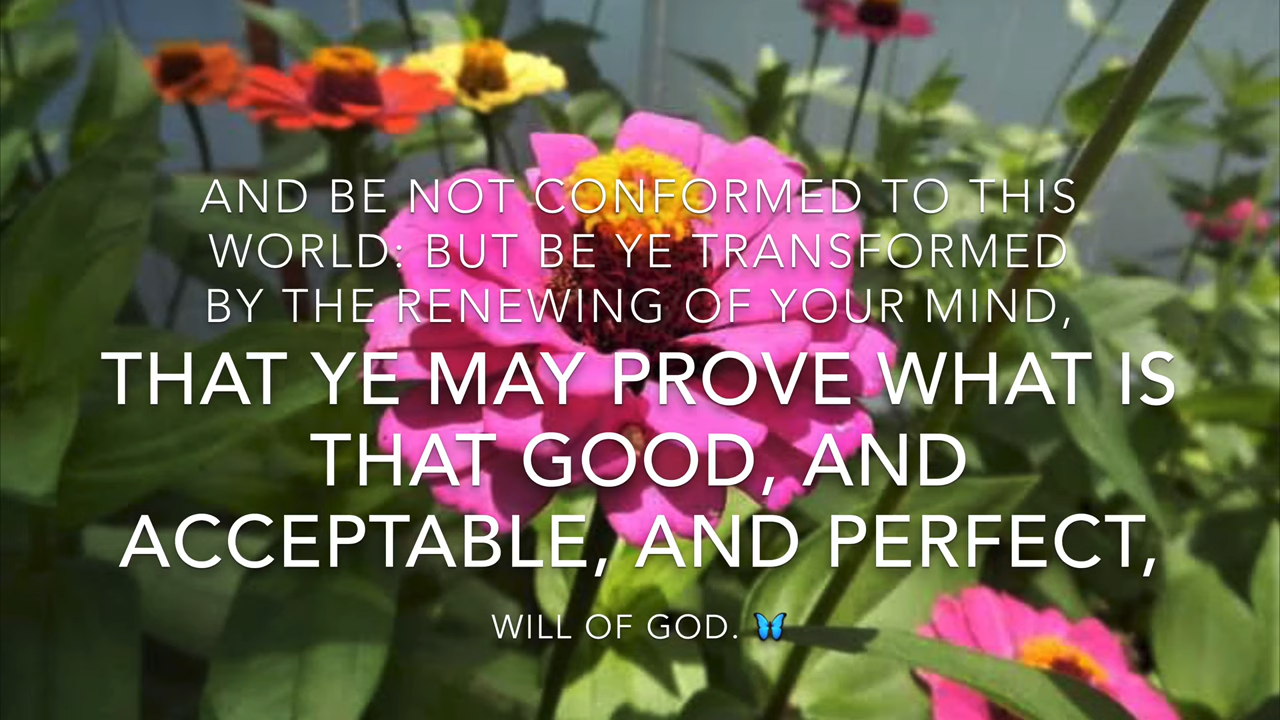 AND BE NOT CONFORMED TO THIS
WORLD: BUT BE YE TRANSFORMED
BY THE RENEWING OF YOUR MIND,
THAT YE MAY PROVE WHAT IS
THAT GOOD, AND
ACCEPTABLE, AND PERFECT,
WILL OF GOD. 🦋